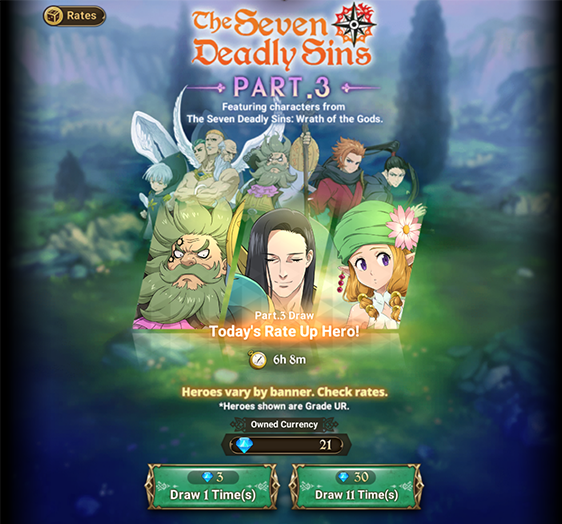 Rates
The Seven
Deadly Sins
PART.3
Featuring characters from
The Seven Deadly Sins: Wrath of the Gods.
Part.3 Draw
Today's Rate Up Hero!
6h 8m
Heroes vary by banner. Check rates.
*Heroes shown are Grade UR.
Owned Currency
21
3
Draw 1 Time(s)
30
Draw 11 Time(s)